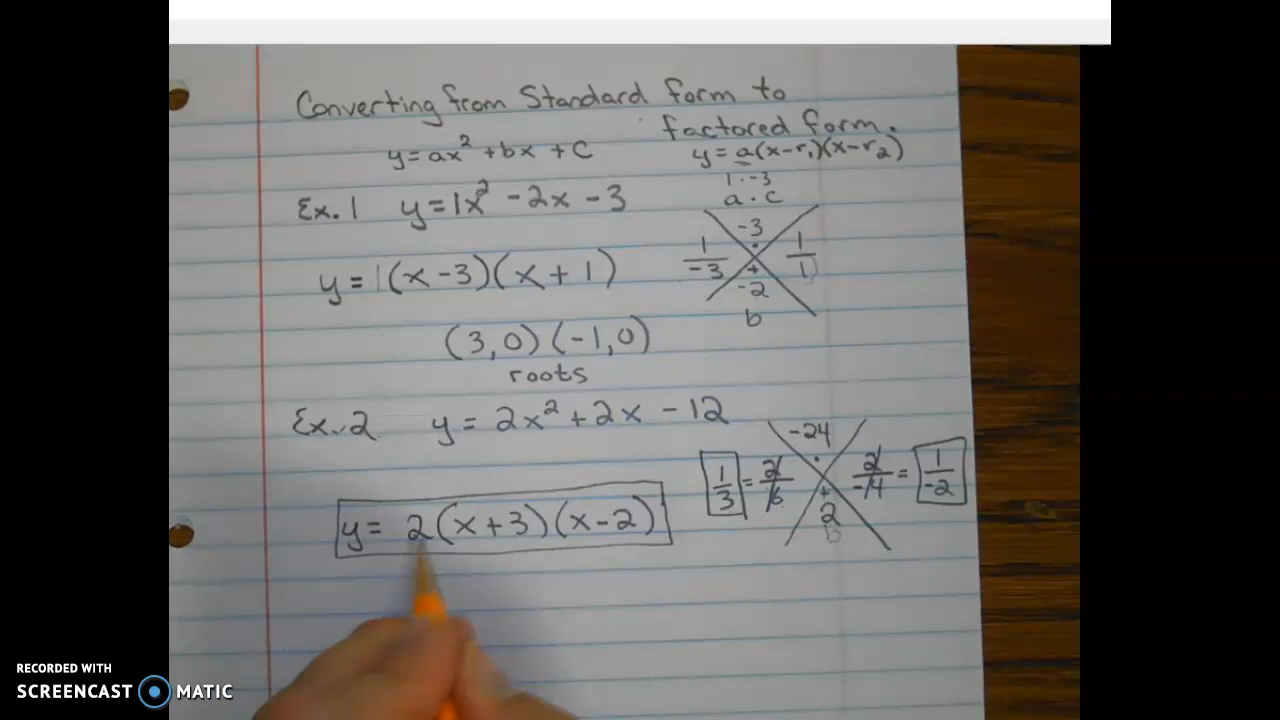 Converting from Standard form to
factored form.
y=ax²+bx+c
y=a(x-r₁)(x-r₂)
Ex. 1 y=1x²-2x-3
1·-3
a·c
-3
·
1/-3
1/1
+
-2
b
y=1(x-3)(x+1)
(3,0)(-1,0)
roots
Ex. 2 y=2x²+2x-12
-24
·
1/3 = 2/6
2/-4 = 1/-2
+
2
b
y= 2(x+3)(x-2)
RECORDED WITH
SCREENCAST MATIC